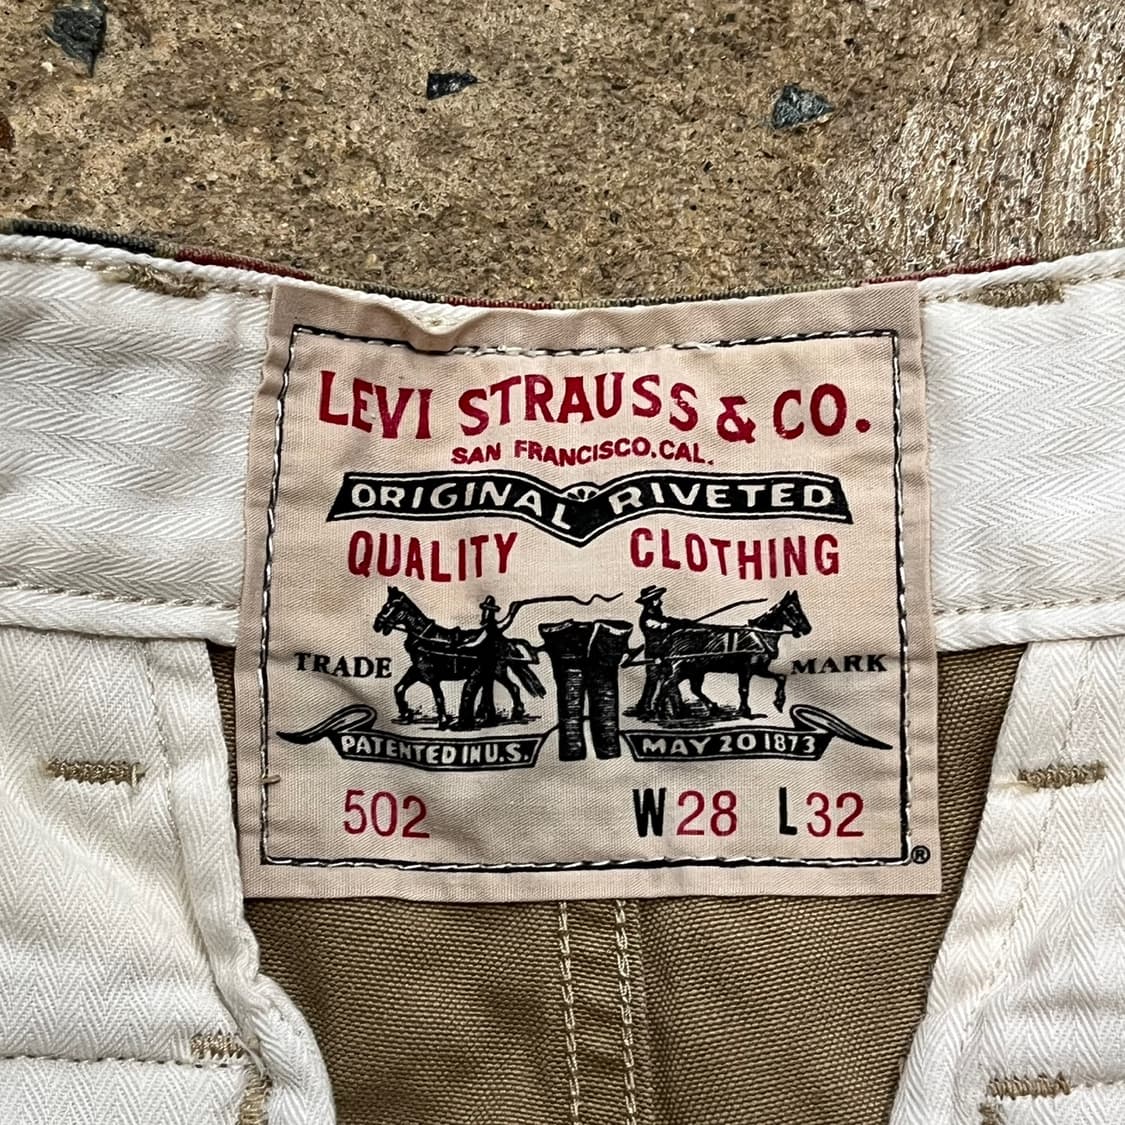 LEVI STRAUSS & CO.
SAN FRANCISCO, CAL.
ORIGINAL RIVETED
QUALITY CLOTHING
TRADE MARK
PATENTED IN U.S. MAY 20 1873
502 W28 L32
®